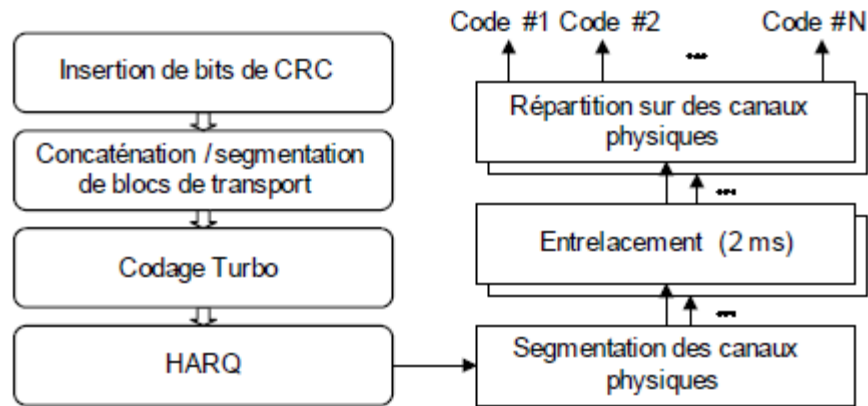 Insertion de bits de CRC
Concaténation / segmentation
de blocs de transport
Codage Turbo
HARQ
Code #1 Code #2 ... Code #N
Répartition sur des canaux
physiques
...
Entrelacement (2 ms)
...
Segmentation des canaux
physiques